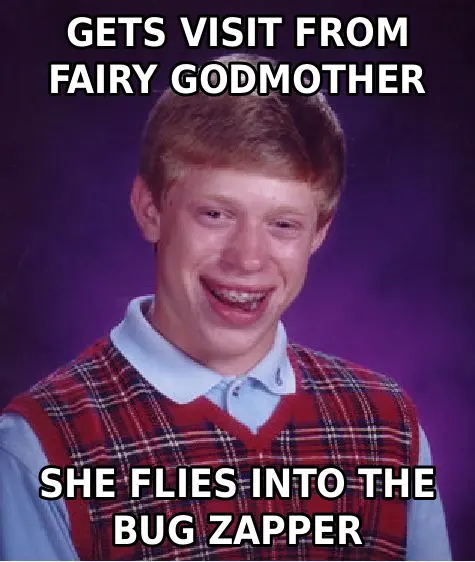 GETS VISIT FROM
FAIRY GODMOTHER
SHE FLIES INTO THE
BUG ZAPPER